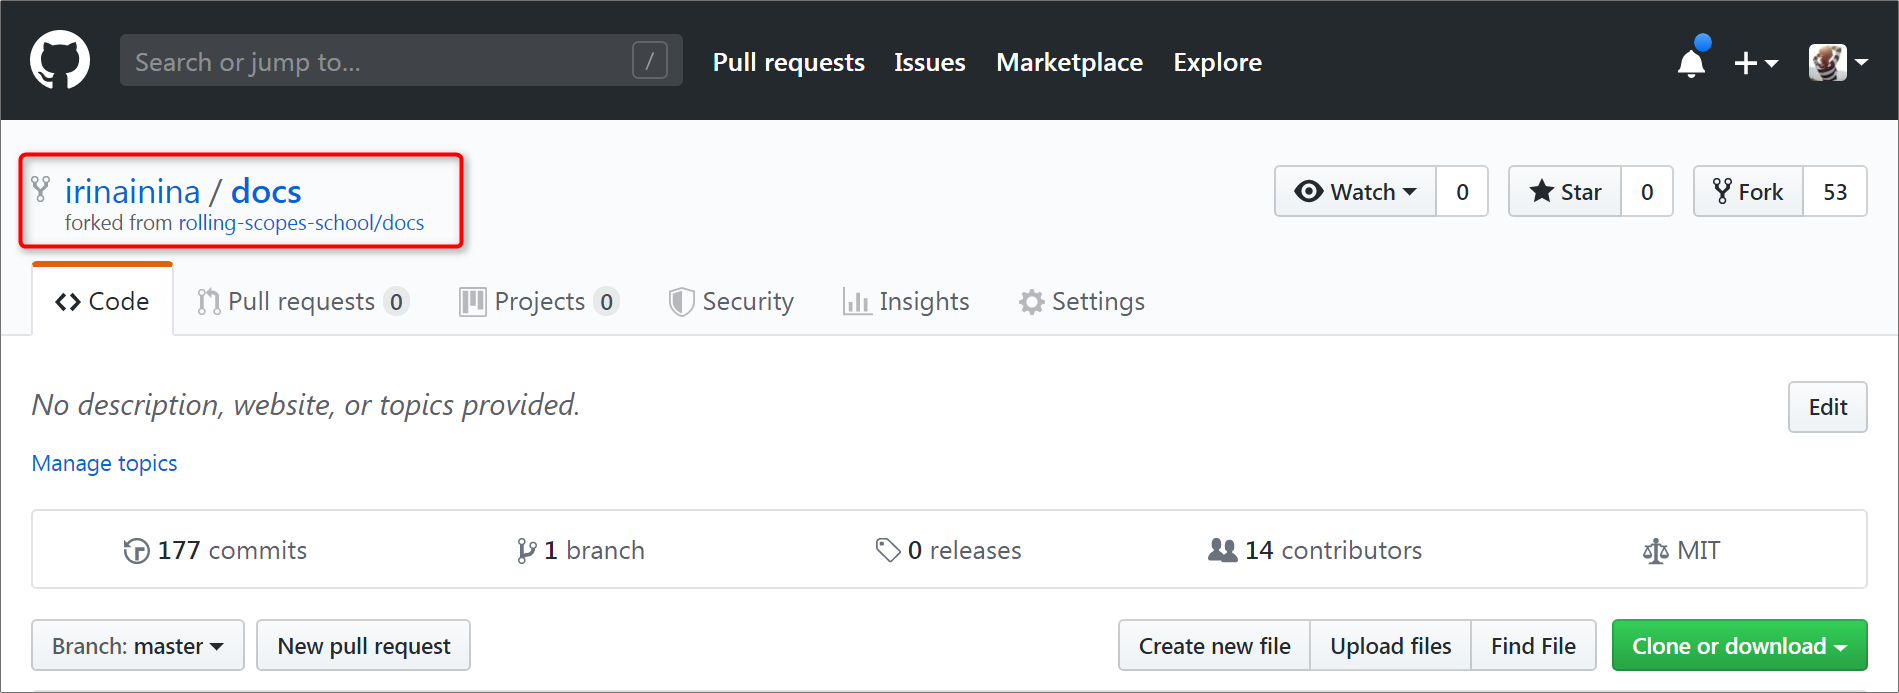 Search or jump to... /
Pull requests Issues Marketplace Explore
irinainina / docs
forked from rolling-scopes-school/docs
Watch 0 Star 0 Fork 53
Code Pull requests 0 Projects 0 Security Insights Settings
No description, website, or topics provided. Edit
Manage topics
177 commits 1 branch 0 releases 14 contributors MIT
Branch: master New pull request Create new file Upload files Find File Clone or download